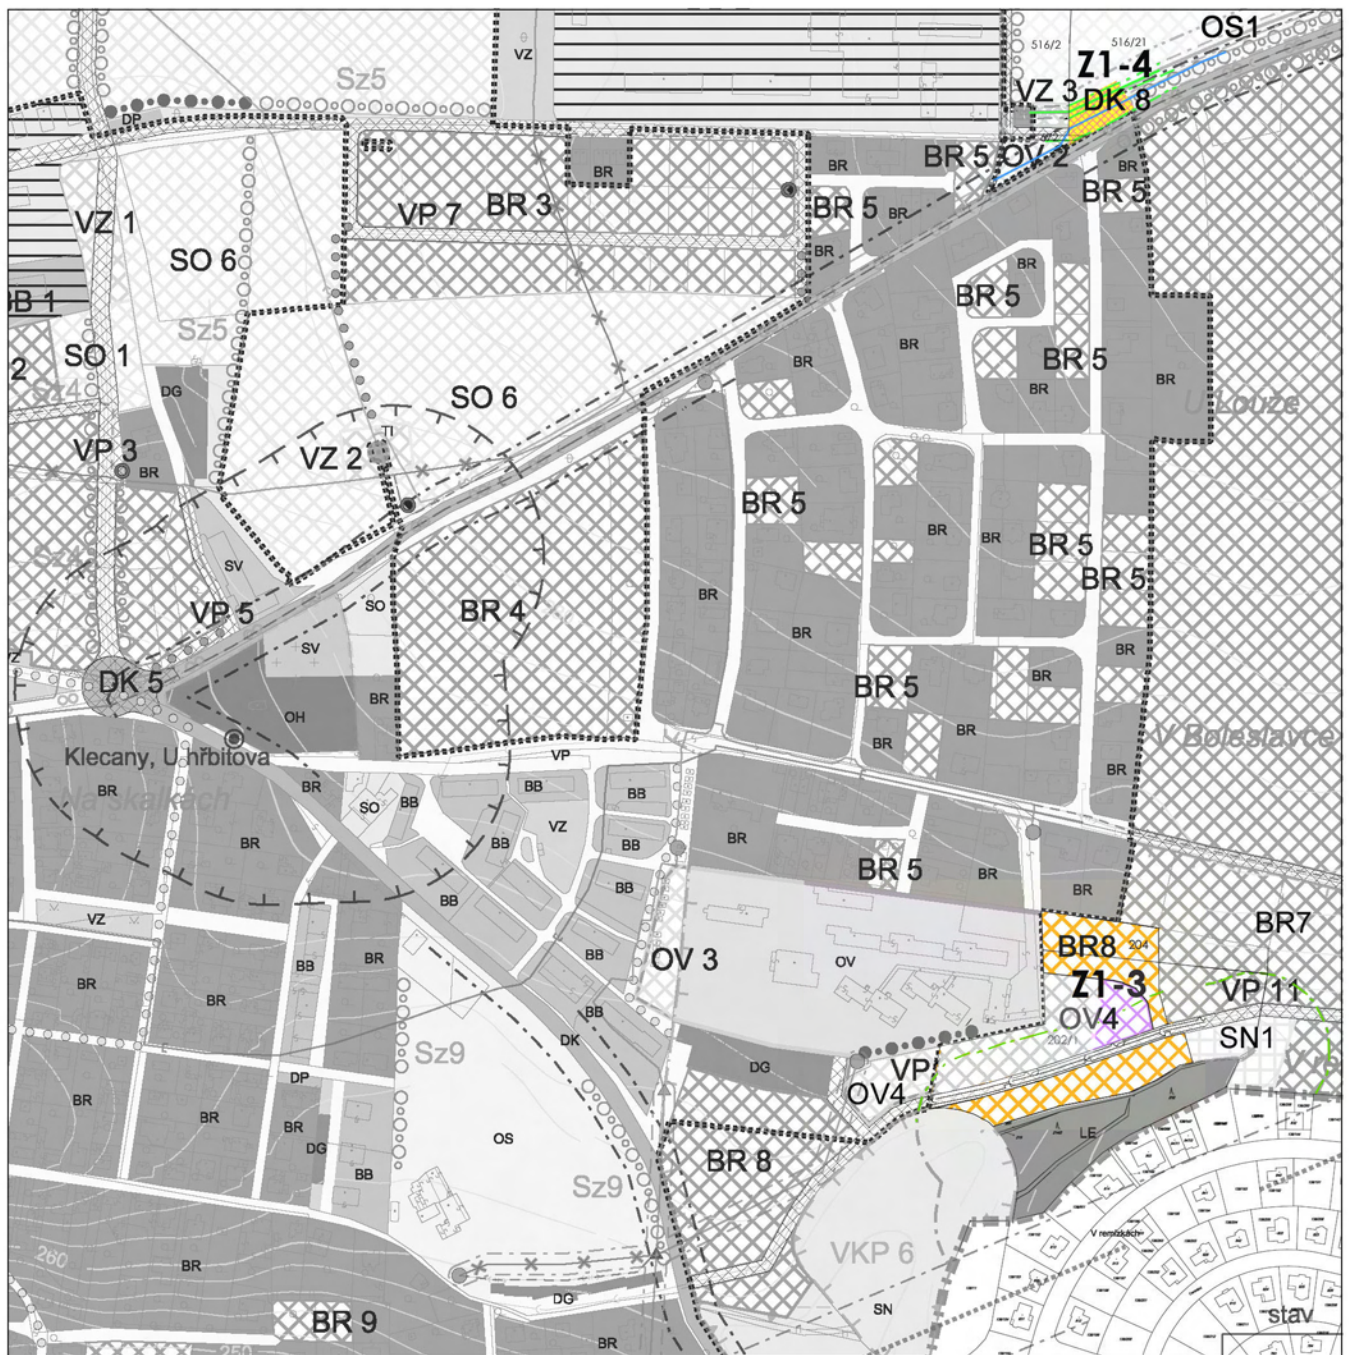 OS1
516/2
516/21
Z1-4
VZ
VZ 3
DK 8
Sz5
DP
BR 5
OV 2
BR
BR
BR
BR 5
VZ 1
VP 7
BR 3
BR 5
BR
SO 6
BR
BR
BR 5
BB 1
Sz5
SO 1
BR
BR
BR 5
2
Sz4
DG
SO 6
BR
BR
U Louze
TI
VP 3
BR
VZ 2
BR 5
BR
BR
BR 5
Sz4
SV
BR 5
VP 5
SO
BR 4
BR
BR
SV
BR
DK 5
BR
BR 5
BR
OH
BR
BR
V Boleslavce
Klecany, U hřbitova
VP
BR
BR
BR
BB
BB
Na skalkách
SO
BB
BR
BB
VZ
BB
BR
BR 5
BR
BB
BB
BR
VZ
BR7
BR8
204
BB
OV 3
OV
BR
BB
BR
Z1-3
BR
VP 11
BR
BB
OV4
SN1
202/1
DK
Sz9
DG
VP
DP
OV4
BR
BR
BR
OS
LE
DG
BR 8
BB
Sz9
VKP 6
V remízkách
260
BR
DG
SN
stav
BR 9
BR
250